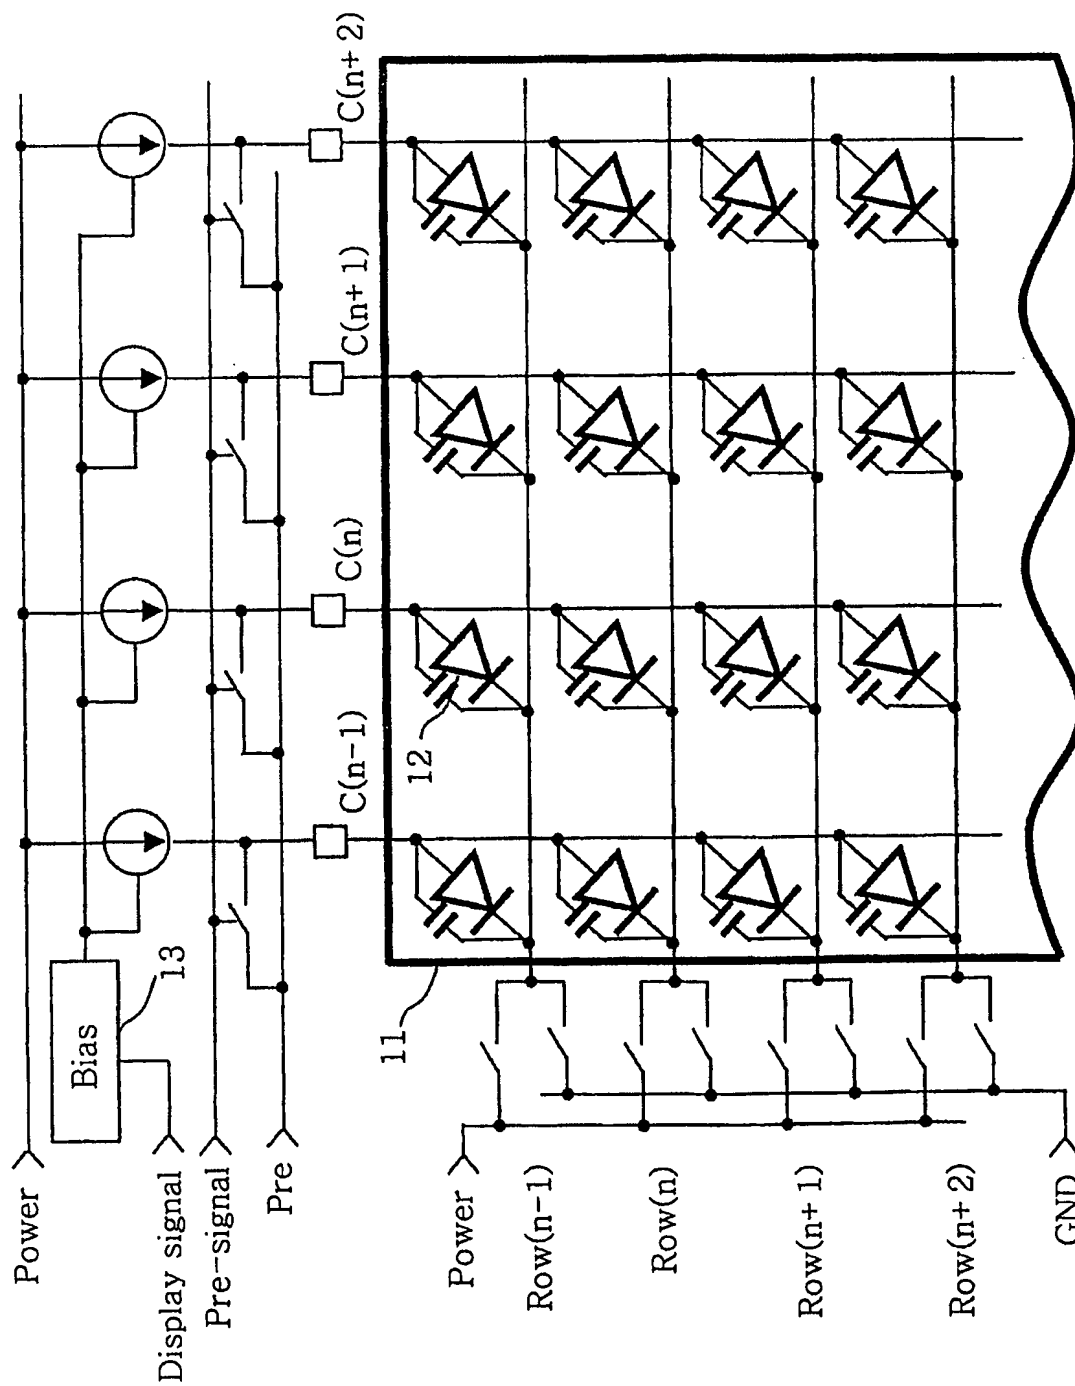 Power
Bias
13
Display signal
Pre-signal
Pre
C(n-1)
C(n)
C(n+1)
C(n+2)
11
12
Power
Row(n-1)
Row(n)
Row(n+1)
Row(n+2)
GND